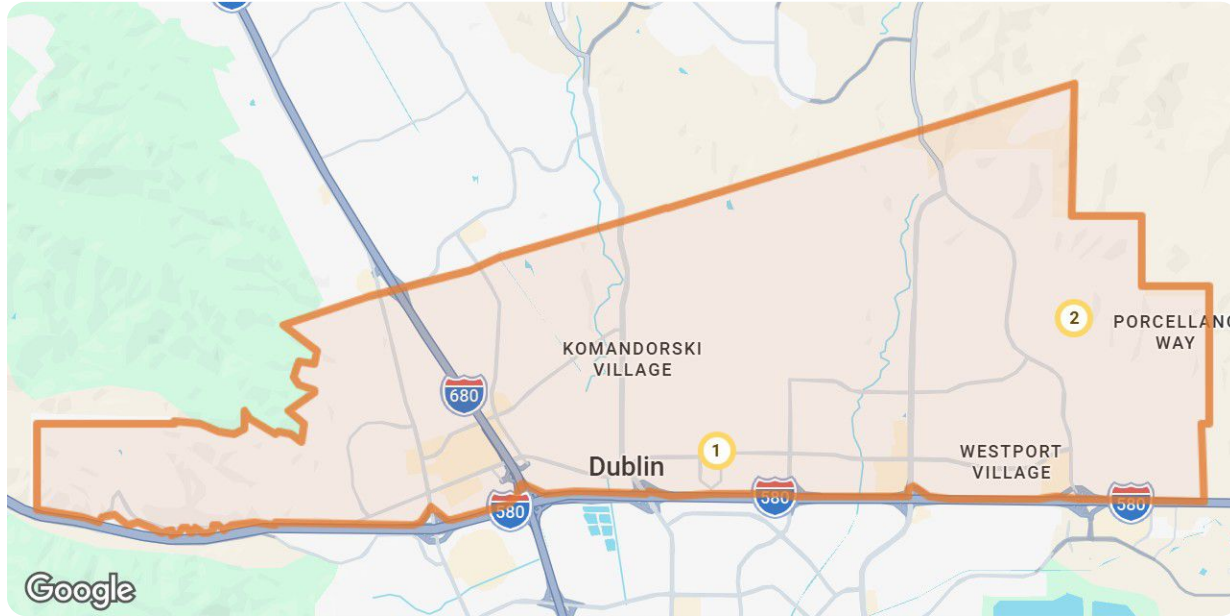 2
PORCELLANO
WAY
KOMANDORSKI
VILLAGE
680
1
WESTPORT
VILLAGE
Dublin
580
580
580
Google